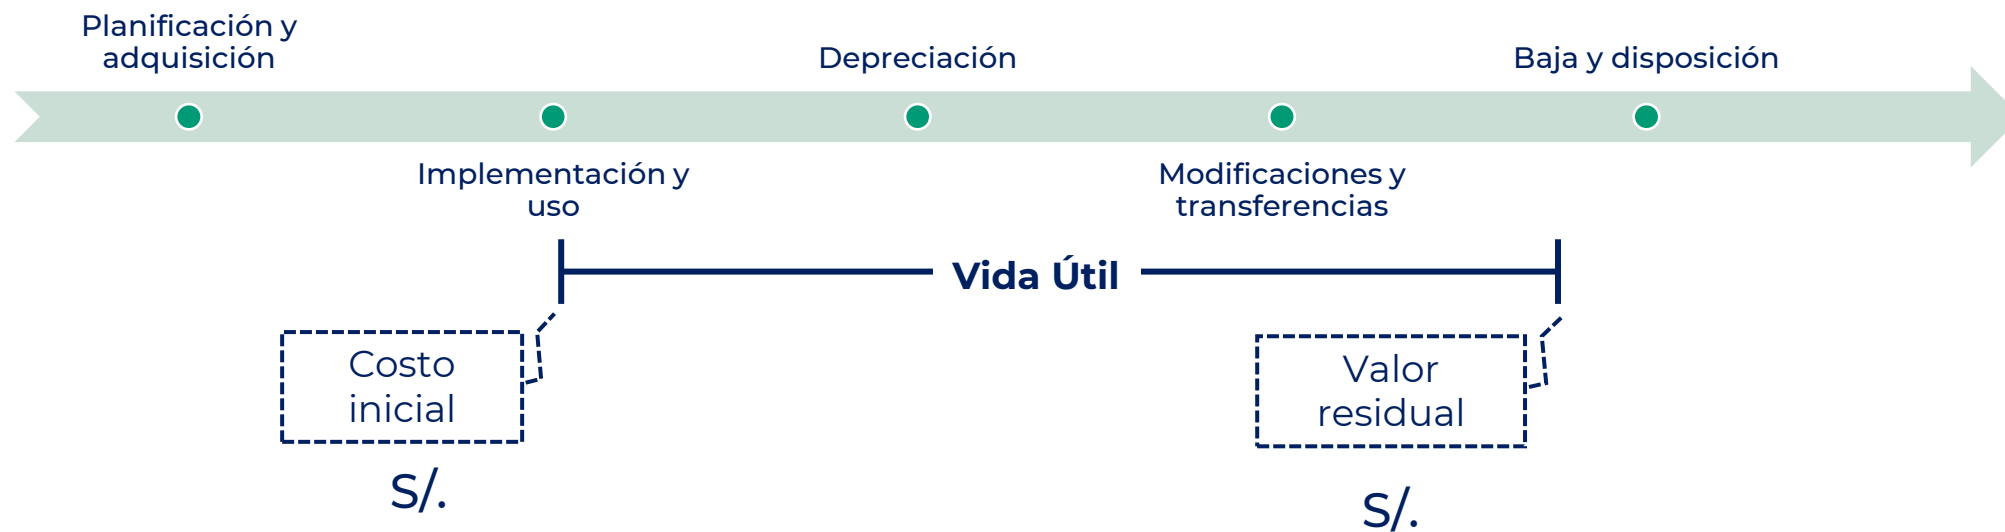 Planificación y
adquisición
Depreciación
Baja y disposición
Implementación y
uso
Modificaciones y
transferencias
Vida Útil
Costo
inicial
Valor
residual
S/.
S/.